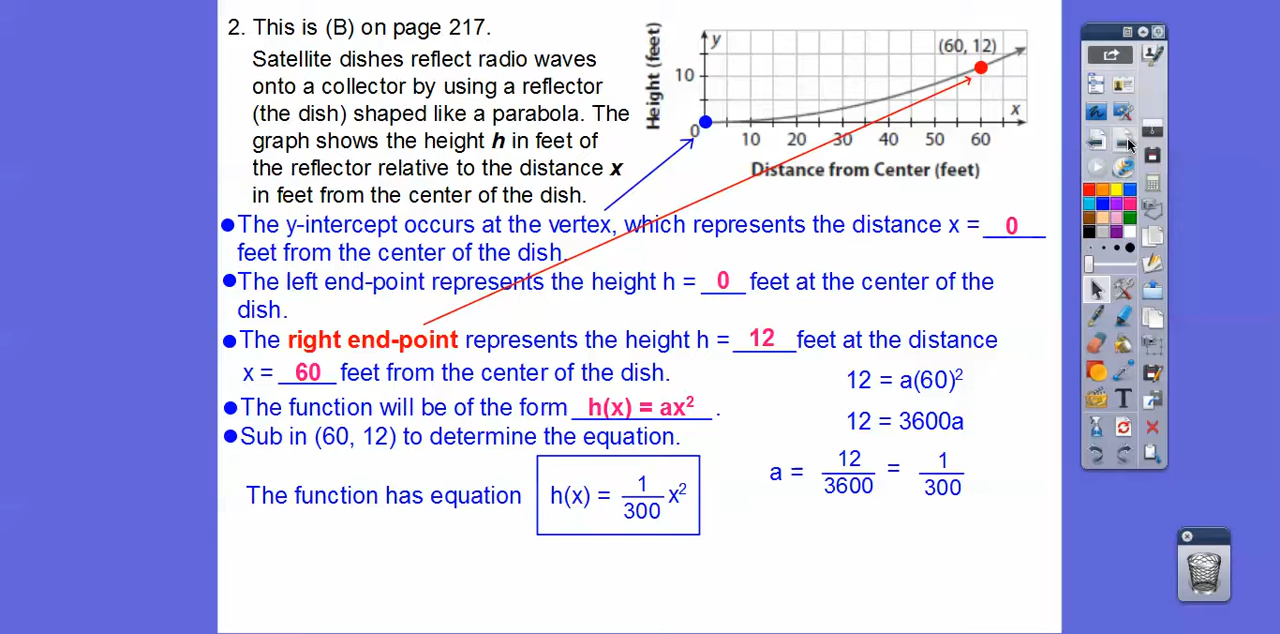 2. This is (B) on page 217.
Satellite dishes reflect radio waves
onto a collector by using a reflector
(the dish) shaped like a parabola. The
graph shows the height h in feet of
the reflector relative to the distance x
in feet from the center of the dish.
Height (feet)
y
(60, 12)
10
x
0
10 20 30 40 50 60
Distance from Center (feet)
●The y-intercept occurs at the vertex, which represents the distance x = 0
feet from the center of the dish.
●The left end-point represents the height h = 0 feet at the center of the
dish.
●The right end-point represents the height h = 12 feet at the distance
x = 60 feet from the center of the dish.
●The function will be of the form h(x) = ax² .
●Sub in (60, 12) to determine the equation.
The function has equation h(x) = 1/300 x²
12 = a(60)²
12 = 3600a
a = 12/3600 = 1/300
T